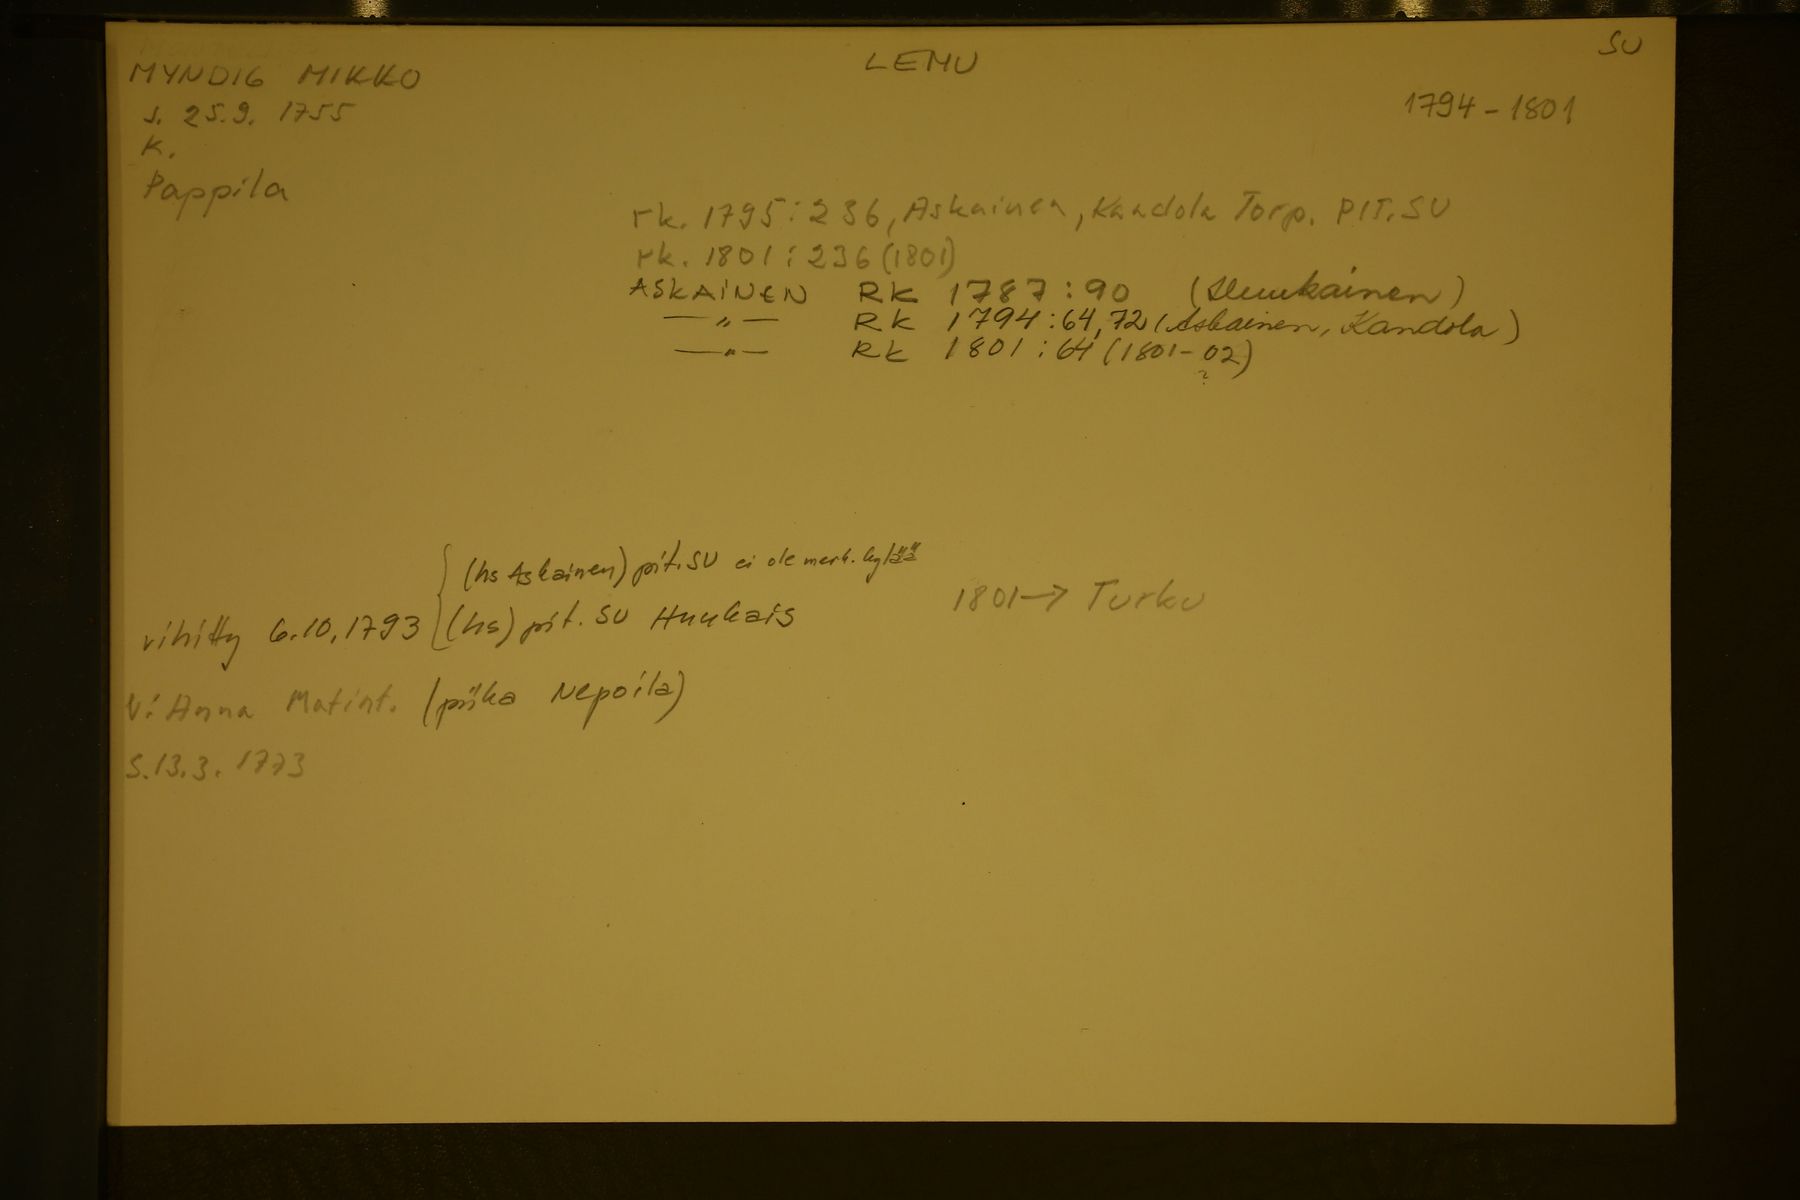 MYNDIG MIKKO
LEMU
SU
s. 25.9. 1755
1794-1801
k.
Pappila
rk. 1795:236, Askainen, Kandola Torp. PIT. SU
rk. 1801:236 (1801)
ASKAINEN RK 1787:90 (Huukainen)
—〃— RK 1794:64,72 (Askainen, Kandola)
—〃— RK 1801:64 (1801-02)
?
(hs Askainen) pit. SU ei ole merk. kylää
1801→ Turku
vihitty 6.10.1793 (hs) pit. SU Huukais
V: Anna Matint. (piika Nepoila)
s. 13.3. 1773